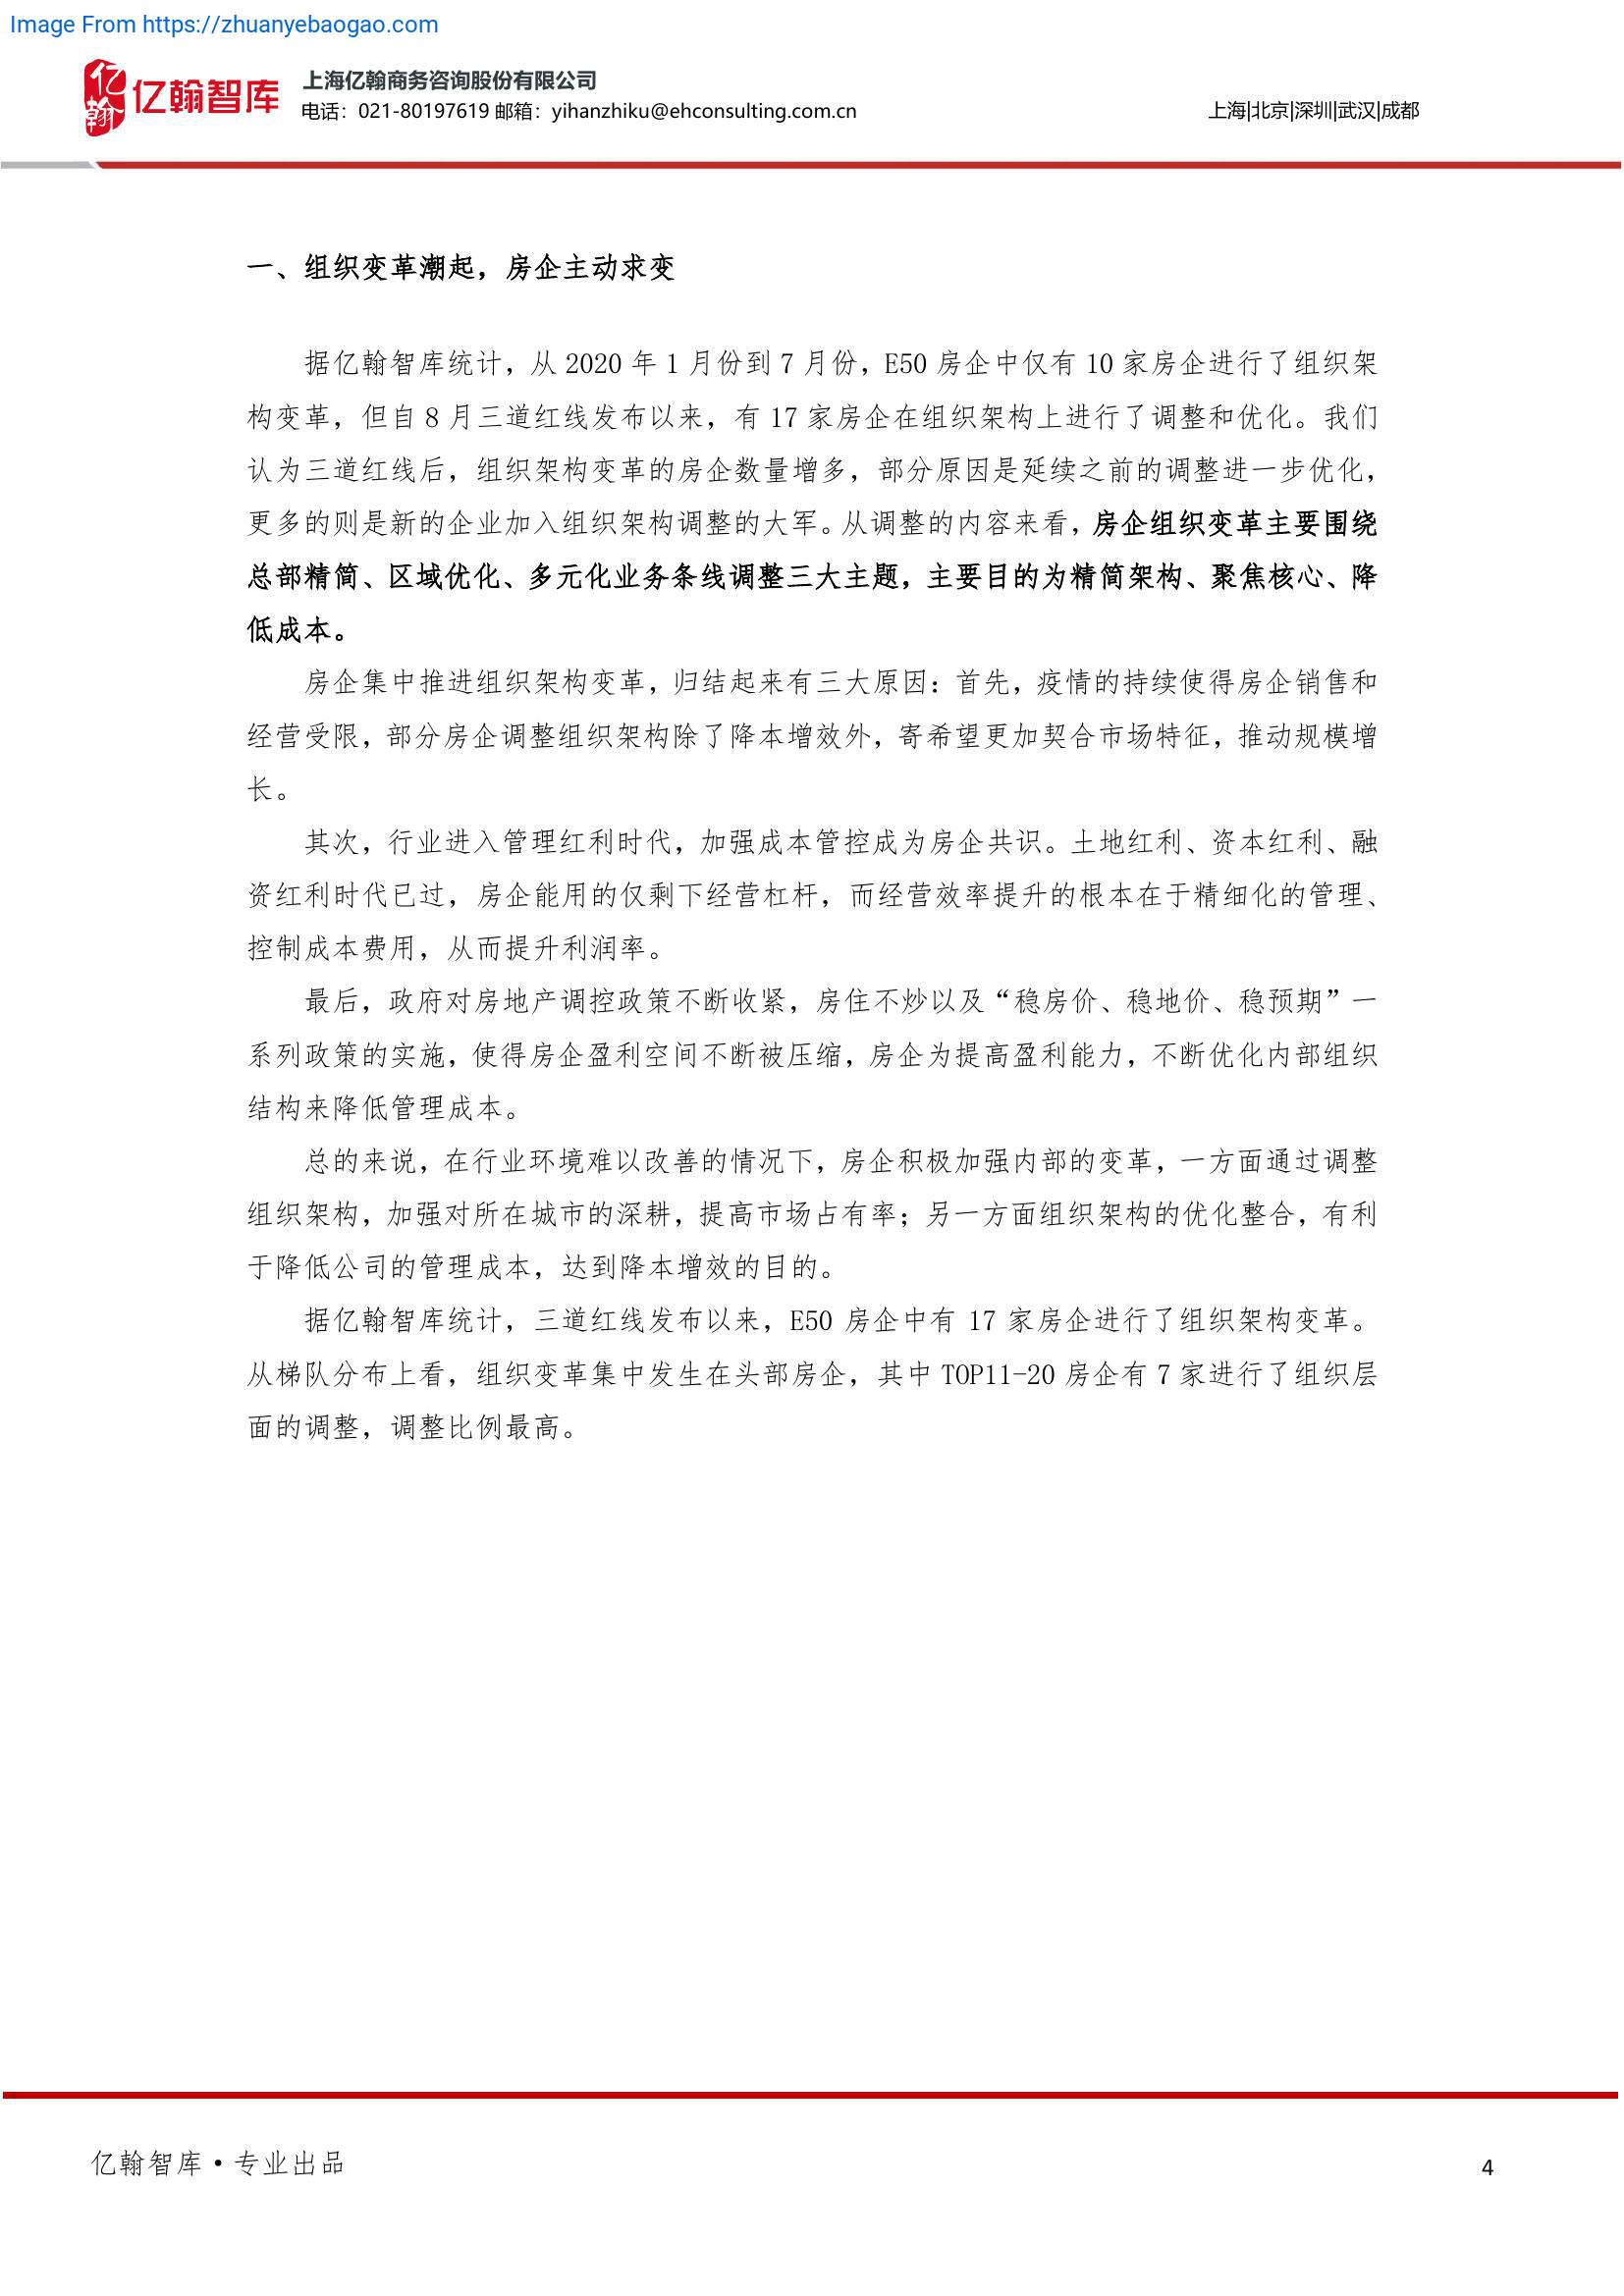 Image From https://zhuanyebaogao.com
亿翰
亿翰智库
上海亿翰商务咨询股份有限公司
电话：021-80197619 邮箱：yihanzhiku@ehconsulting.com.cn
上海|北京|深圳|武汉|成都
一、组织变革潮起，房企主动求变
据亿翰智库统计，从 2020 年 1 月份到 7 月份，E50 房企中仅有 10 家房企进行了组织架
构变革，但自 8 月三道红线发布以来，有 17 家房企在组织架构上进行了调整和优化。我们
认为三道红线后，组织架构变革的房企数量增多，部分原因是延续之前的调整进一步优化，
更多的则是新的企业加入组织架构调整的大军。从调整的内容来看，房企组织变革主要围绕
总部精简、区域优化、多元化业务条线调整三大主题，主要目的为精简架构、聚焦核心、降
低成本。
房企集中推进组织架构变革，归结起来有三大原因：首先，疫情的持续使得房企销售和
经营受限，部分房企调整组织架构除了降本增效外，寄希望更加契合市场特征，推动规模增
长。
其次，行业进入管理红利时代，加强成本管控成为房企共识。土地红利、资本红利、融
资红利时代已过，房企能用的仅剩下经营杠杆，而经营效率提升的根本在于精细化的管理、
控制成本费用，从而提升利润率。
最后，政府对房地产调控政策不断收紧，房住不炒以及“稳房价、稳地价、稳预期”一
系列政策的实施，使得房企盈利空间不断被压缩，房企为提高盈利能力，不断优化内部组织
结构来降低管理成本。
总的来说，在行业环境难以改善的情况下，房企积极加强内部的变革，一方面通过调整
组织架构，加强对所在城市的深耕，提高市场占有率；另一方面组织架构的优化整合，有利
于降低公司的管理成本，达到降本增效的目的。
据亿翰智库统计，三道红线发布以来，E50 房企中有 17 家房企进行了组织架构变革。
从梯队分布上看，组织变革集中发生在头部房企，其中 TOP11-20 房企有 7 家进行了组织层
面的调整，调整比例最高。
亿翰智库·专业出品
4